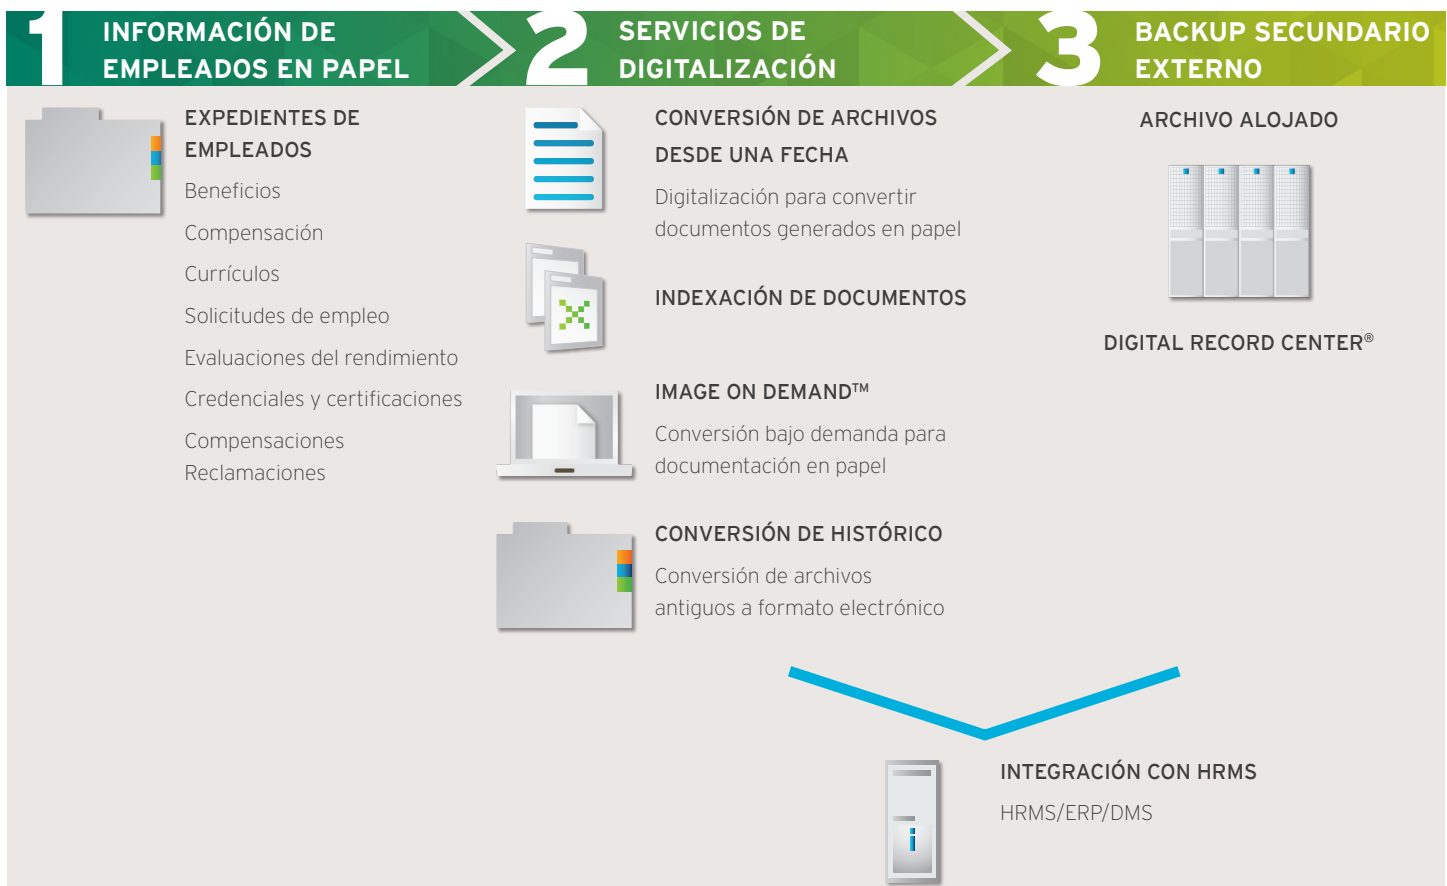 1 INFORMACIÓN DE
EMPLEADOS EN PAPEL
2 SERVICIOS DE
DIGITALIZACIÓN
3 BACKUP SECUNDARIO
EXTERNO
EXPEDIENTES DE
EMPLEADOS
Beneficios
Compensación
Currículos
Solicitudes de empleo
Evaluaciones del rendimiento
Credenciales y certificaciones
Compensaciones
Reclamaciones
CONVERSIÓN DE ARCHIVOS
DESDE UNA FECHA
Digitalización para convertir
documentos generados en papel
INDEXACIÓN DE DOCUMENTOS
IMAGE ON DEMAND™
Conversión bajo demanda para
documentación en papel
CONVERSIÓN DE HISTÓRICO
Conversión de archivos
antiguos a formato electrónico
ARCHIVO ALOJADO
DIGITAL RECORD CENTER®
INTEGRACIÓN CON HRMS
HRMS/ERP/DMS
i